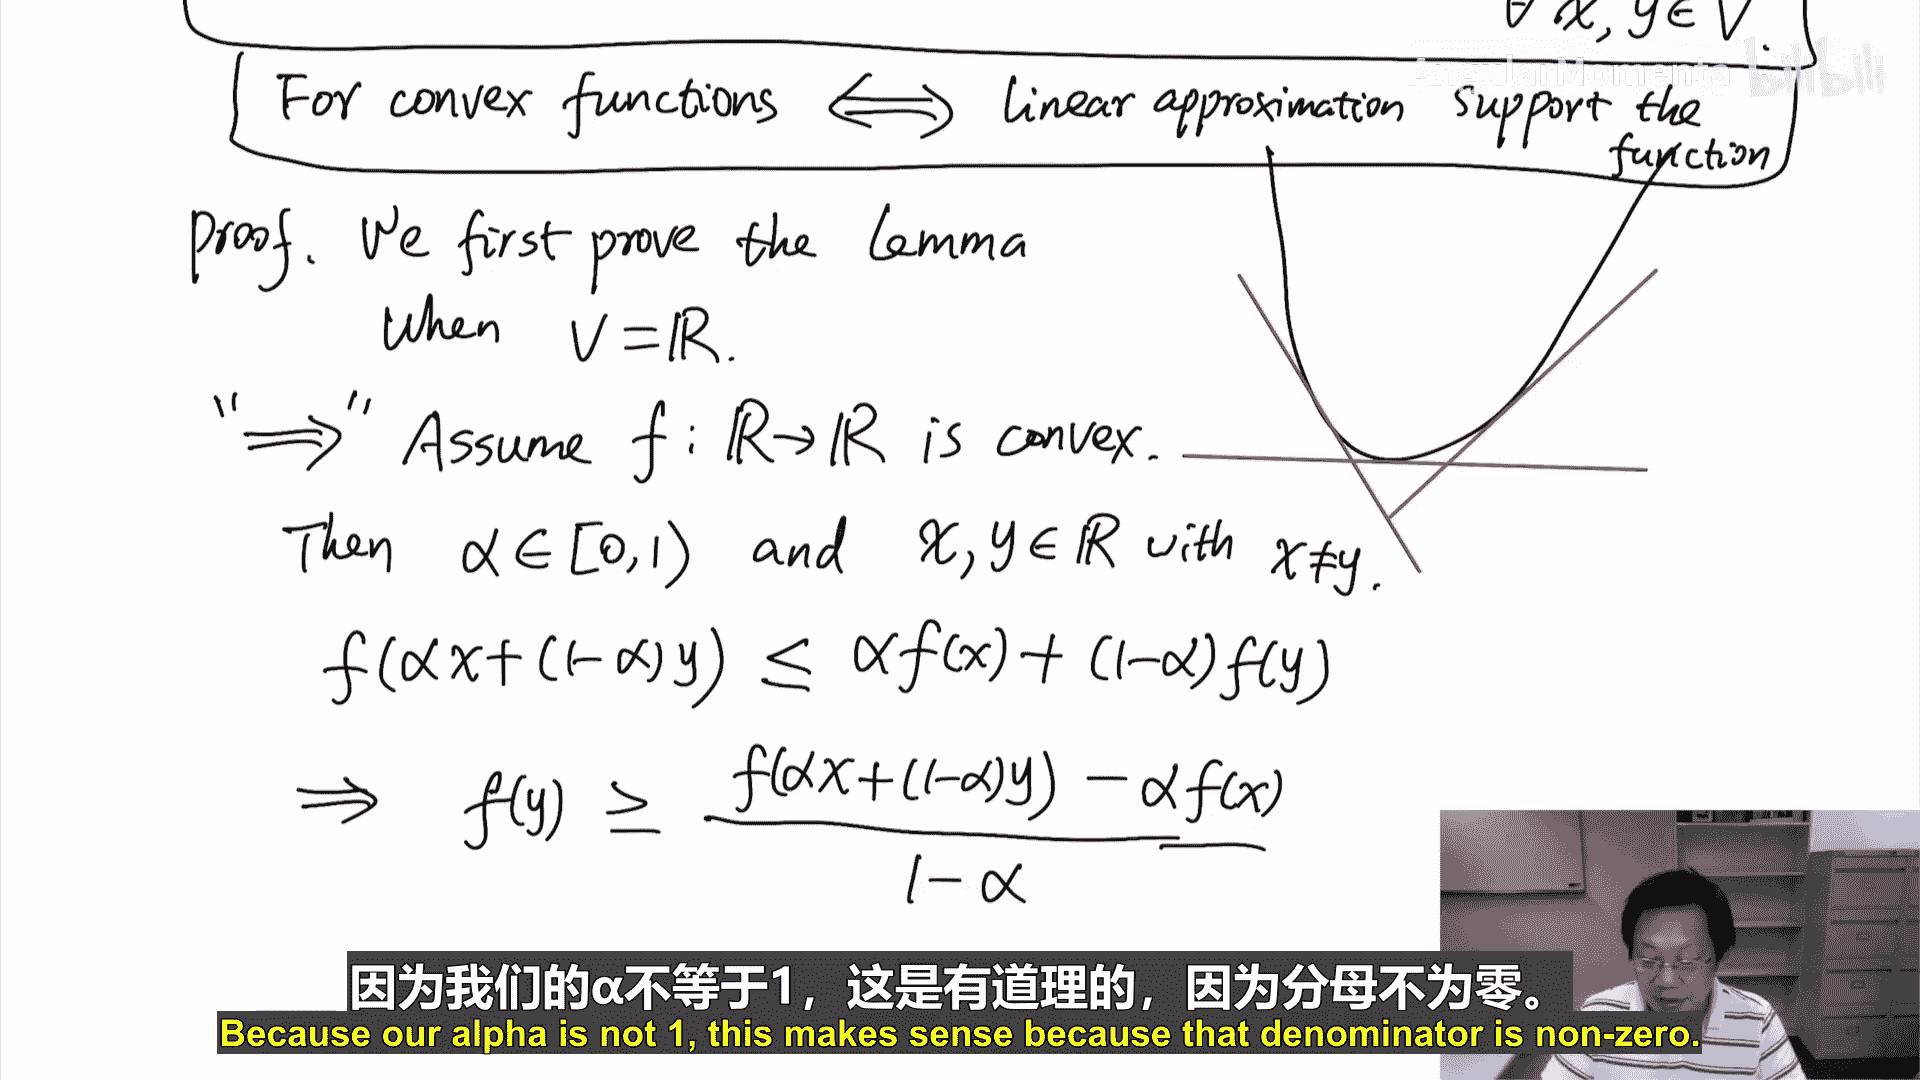 ∀ x, y ∈ V.
AngularMomenta bilibili
For convex functions ⟺ linear approximation support the
function
Proof. We first prove the Lemma
when V = ℝ.
"⟹" Assume f : ℝ → ℝ is convex.
Then α ∈ [0,1) and x, y ∈ ℝ with x ≠ y.
f(αx + (1-α)y) ≤ αf(x) + (1-α)f(y)
⟹ f(y) ≥ f(αx + (1-α)y) - αf(x)
1 - α
因为我们的α不等于1，这是有道理的，因为分母不为零。
Because our alpha is not 1, this makes sense because that denominator is non-zero.